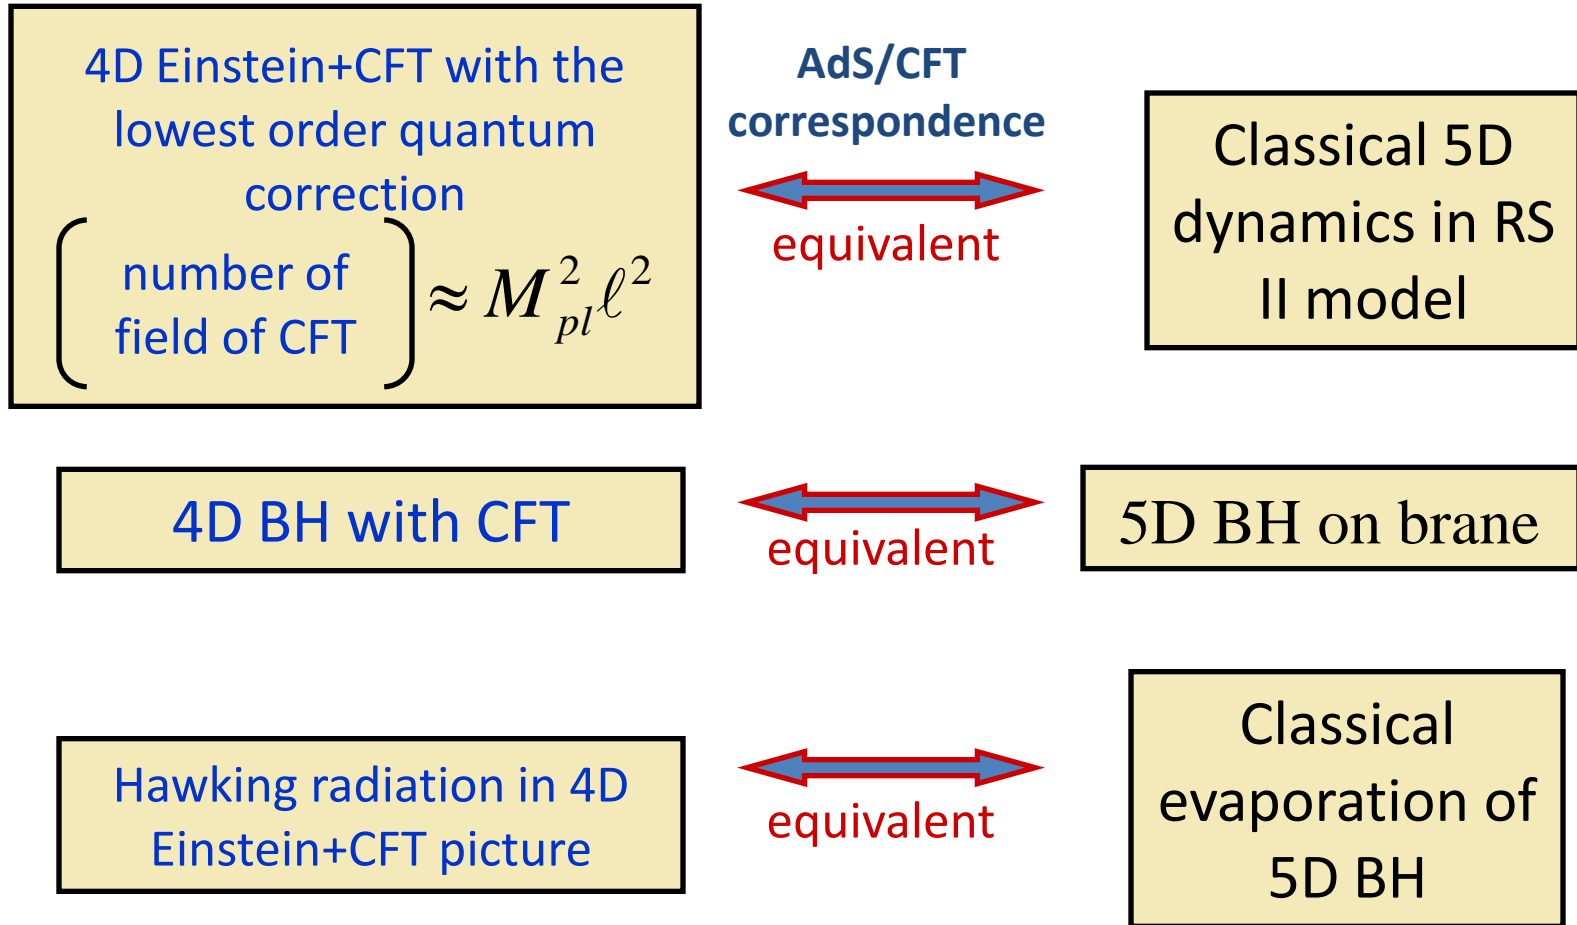 4D Einstein+CFT with the
lowest order quantum
correction
number of
field of CFT
≈ M_{pl}^{2} ℓ^{2}
AdS/CFT
correspondence
equivalent
Classical 5D
dynamics in RS
II model
4D BH with CFT
equivalent
5D BH on brane
Hawking radiation in 4D
Einstein+CFT picture
equivalent
Classical
evaporation of
5D BH